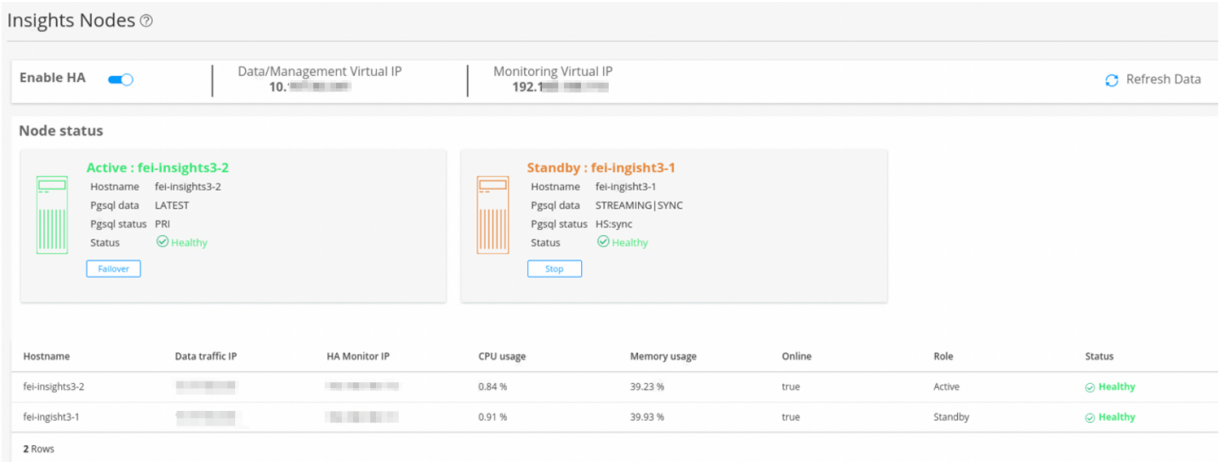 Insights Nodes
Enable HA
Data/Management Virtual IP
10.
Monitoring Virtual IP
192.1
Refresh Data
Node status
Active : fei-insights3-2
Hostname fei-insights3-2
Pgsql data LATEST
Pgsql status PRI
Status Healthy
Failover
Standby : fei-ingisht3-1
Hostname fei-ingisht3-1
Pgsql data STREAMING|SYNC
Pgsql status HS:sync
Status Healthy
Stop
Hostname Data traffic IP HA Monitor IP CPU usage Memory usage Online Role Status
fei-insights3-2 0.84 % 39.23 % true Active Healthy
fei-ingisht3-1 0.91 % 39.93 % true Standby Healthy
2 Rows